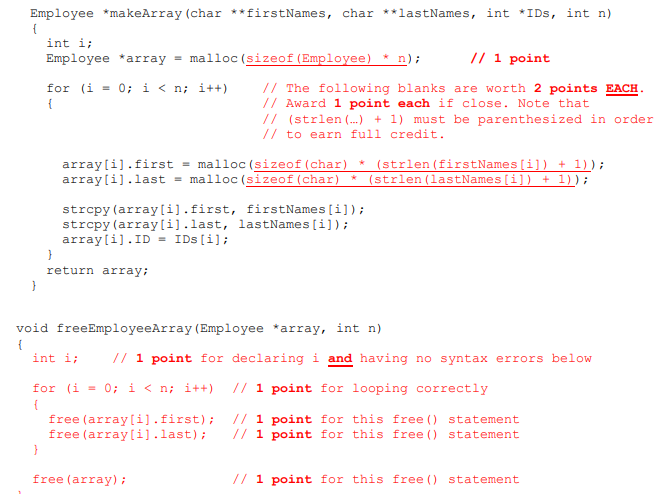 Employee *makeArray(char **firstNames, char **lastNames, int *IDs, int n)
{
int i;
Employee *array = malloc(sizeof(Employee) * n); // 1 point
for (i = 0; i < n; i++) // The following blanks are worth 2 points EACH.
{ // Award 1 point each if close. Note that
// (strlen(…) + 1) must be parenthesized in order
// to earn full credit.
array[i].first = malloc(sizeof(char) * (strlen(firstNames[i]) + 1));
array[i].last = malloc(sizeof(char) * (strlen(lastNames[i]) + 1));
strcpy(array[i].first, firstNames[i]);
strcpy(array[i].last, lastNames[i]);
array[i].ID = IDs[i];
}
return array;
}
void freeEmployeeArray(Employee *array, int n)
{
int i; // 1 point for declaring i and having no syntax errors below
for (i = 0; i < n; i++) // 1 point for looping correctly
{
free(array[i].first); // 1 point for this free() statement
free(array[i].last); // 1 point for this free() statement
}
free(array); // 1 point for this free() statement
}